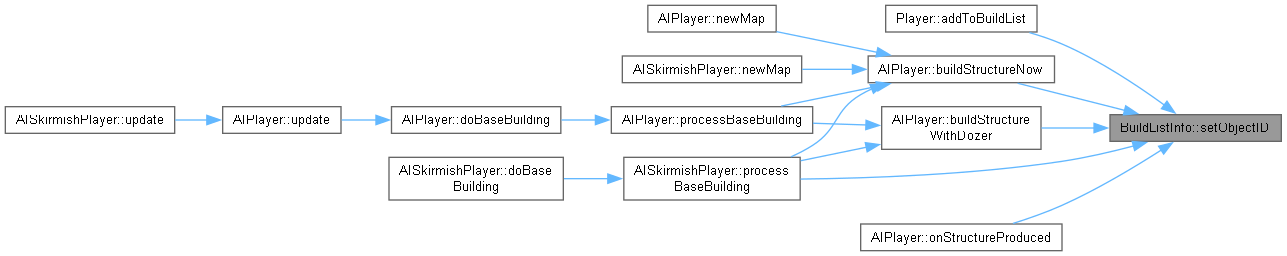 AIPlayer::newMap
Player::addToBuildList
AISkirmishPlayer::newMap
AIPlayer::buildStructureNow
AISkirmishPlayer::update
AIPlayer::update
AIPlayer::doBaseBuilding
AIPlayer::processBaseBuilding
AIPlayer::buildStructure
WithDozer
BuildListInfo::setObjectID
AISkirmishPlayer::doBase
Building
AISkirmishPlayer::process
BaseBuilding
AIPlayer::onStructureProduced